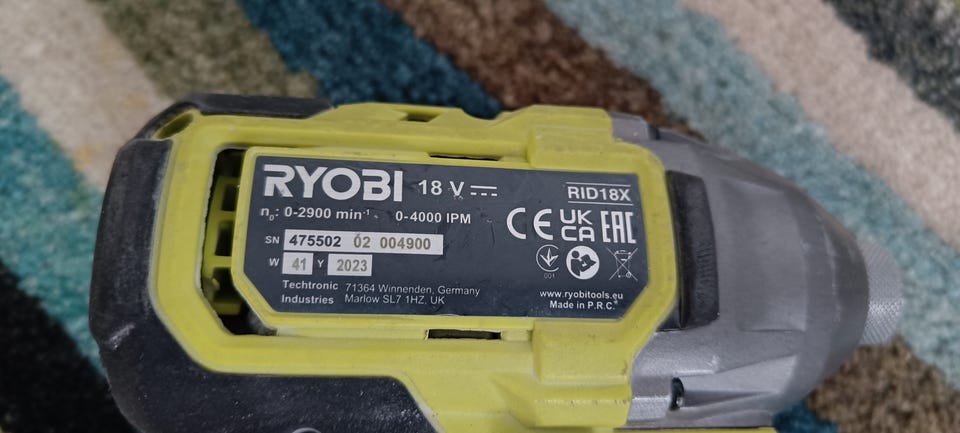 RYOBI 18 V
RID18X
n₀: 0-2900 min⁻¹ 0-4000 IPM
CE UK CA EAC
SN 475502 02 004900
W 41 Y 2023
001
Techtronic Industries
71364 Winnenden, Germany
Marlow SL7 1HZ, UK
www.ryobitools.eu
Made in P.R.C.